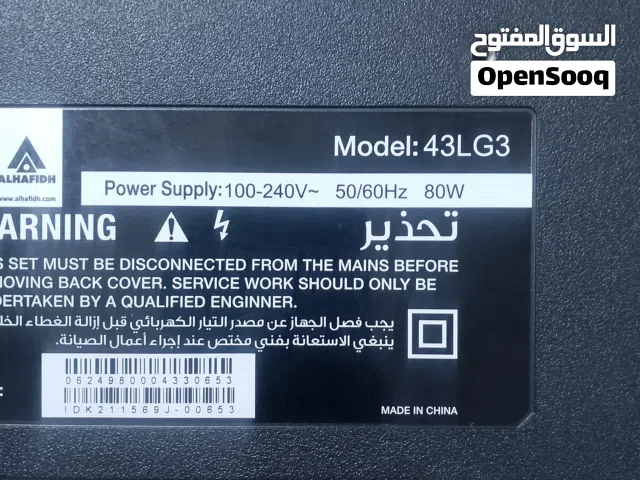 السوق المفتوح
OpenSooq
Model: 43LG3
ALHAFIDH
www.alhafidh.com
Power Supply: 100-240V~ 50/60Hz 80W
ARNING
تحذير
S SET MUST BE DISCONNECTED FROM THE MAINS BEFORE
MOVING BACK COVER. SERVICE WORK SHOULD ONLY BE
DERTAKEN BY A QUALIFIED ENGINNER.
يجب فصل الجهاز عن مصدر التيار الكهربائي قبل إزالة الغطاء الخل
ينبغي الاستعانة بفني مختص عند إجراء أعمال الصيانة.
0624980004330653
IDK211569J-00653
MADE IN CHINA